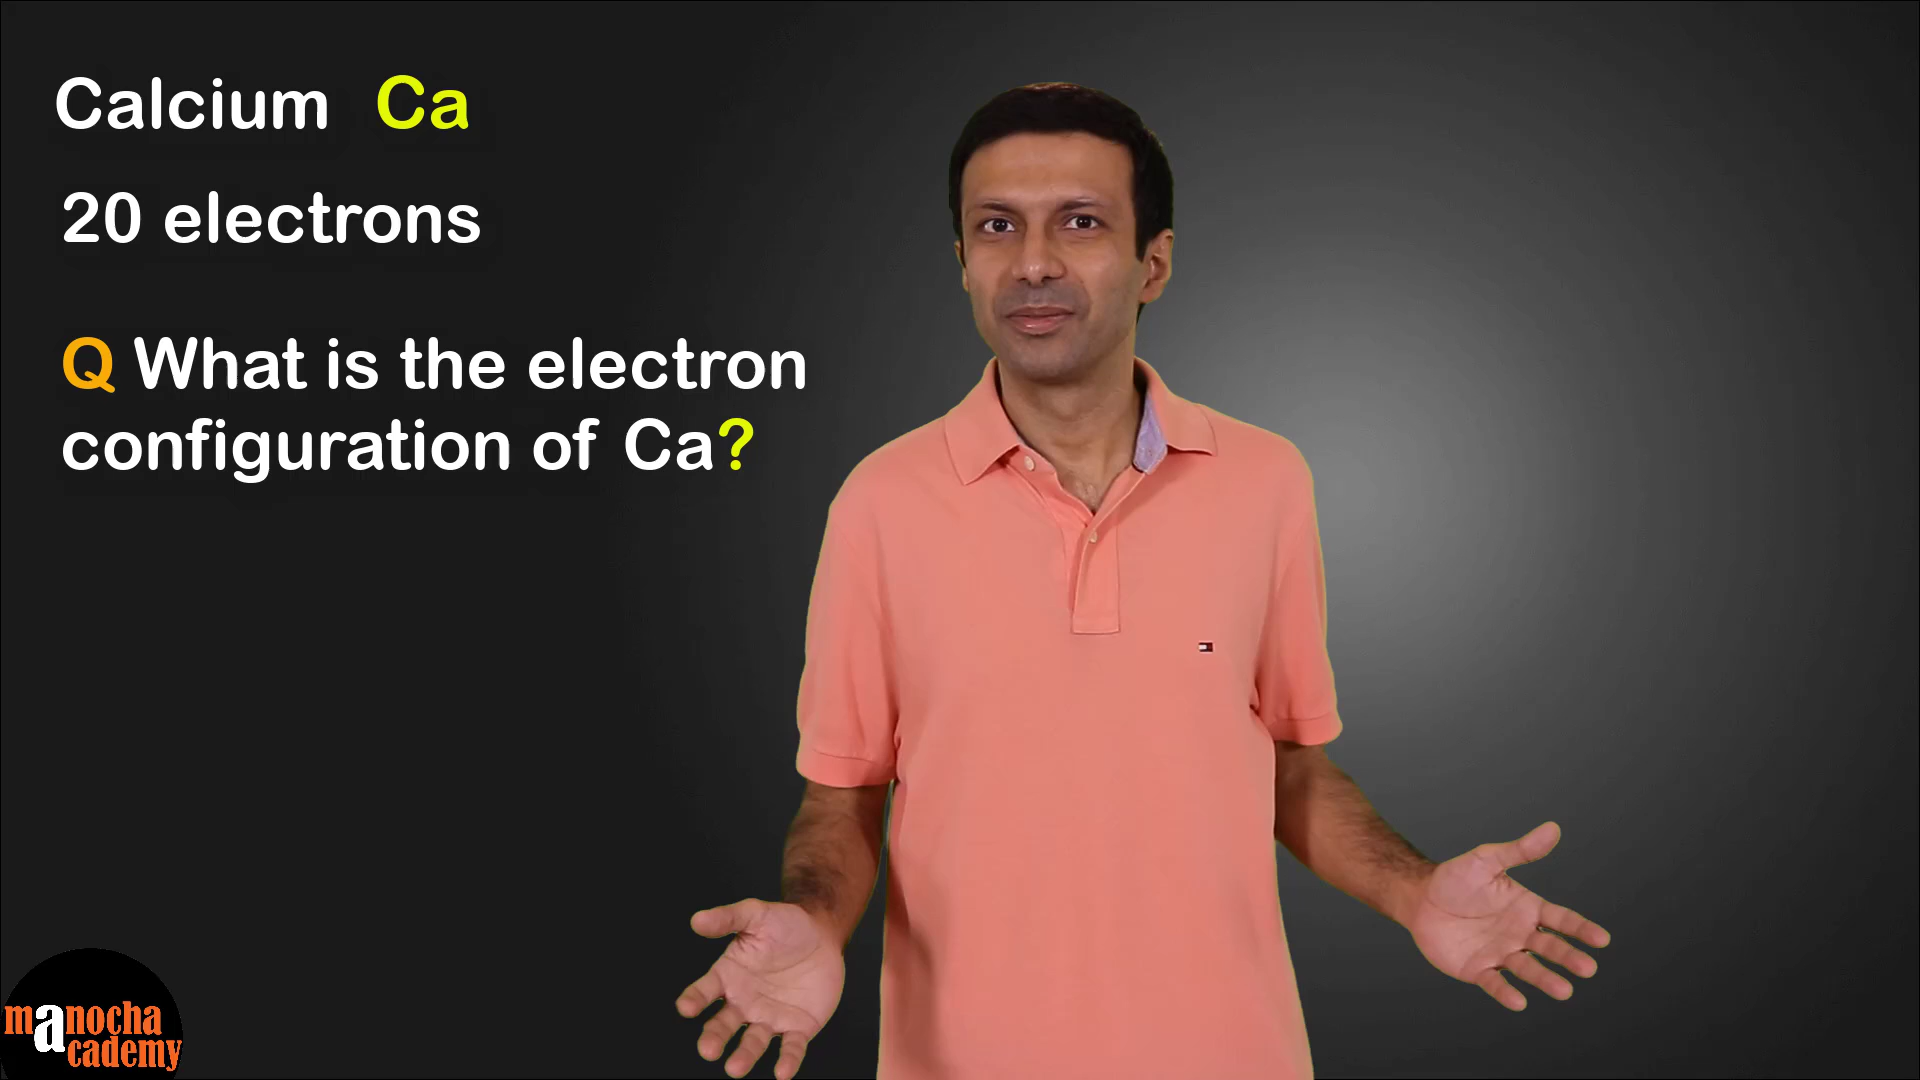 Calcium Ca
20 electrons
Q What is the electron
configuration of Ca?
manocha
academy